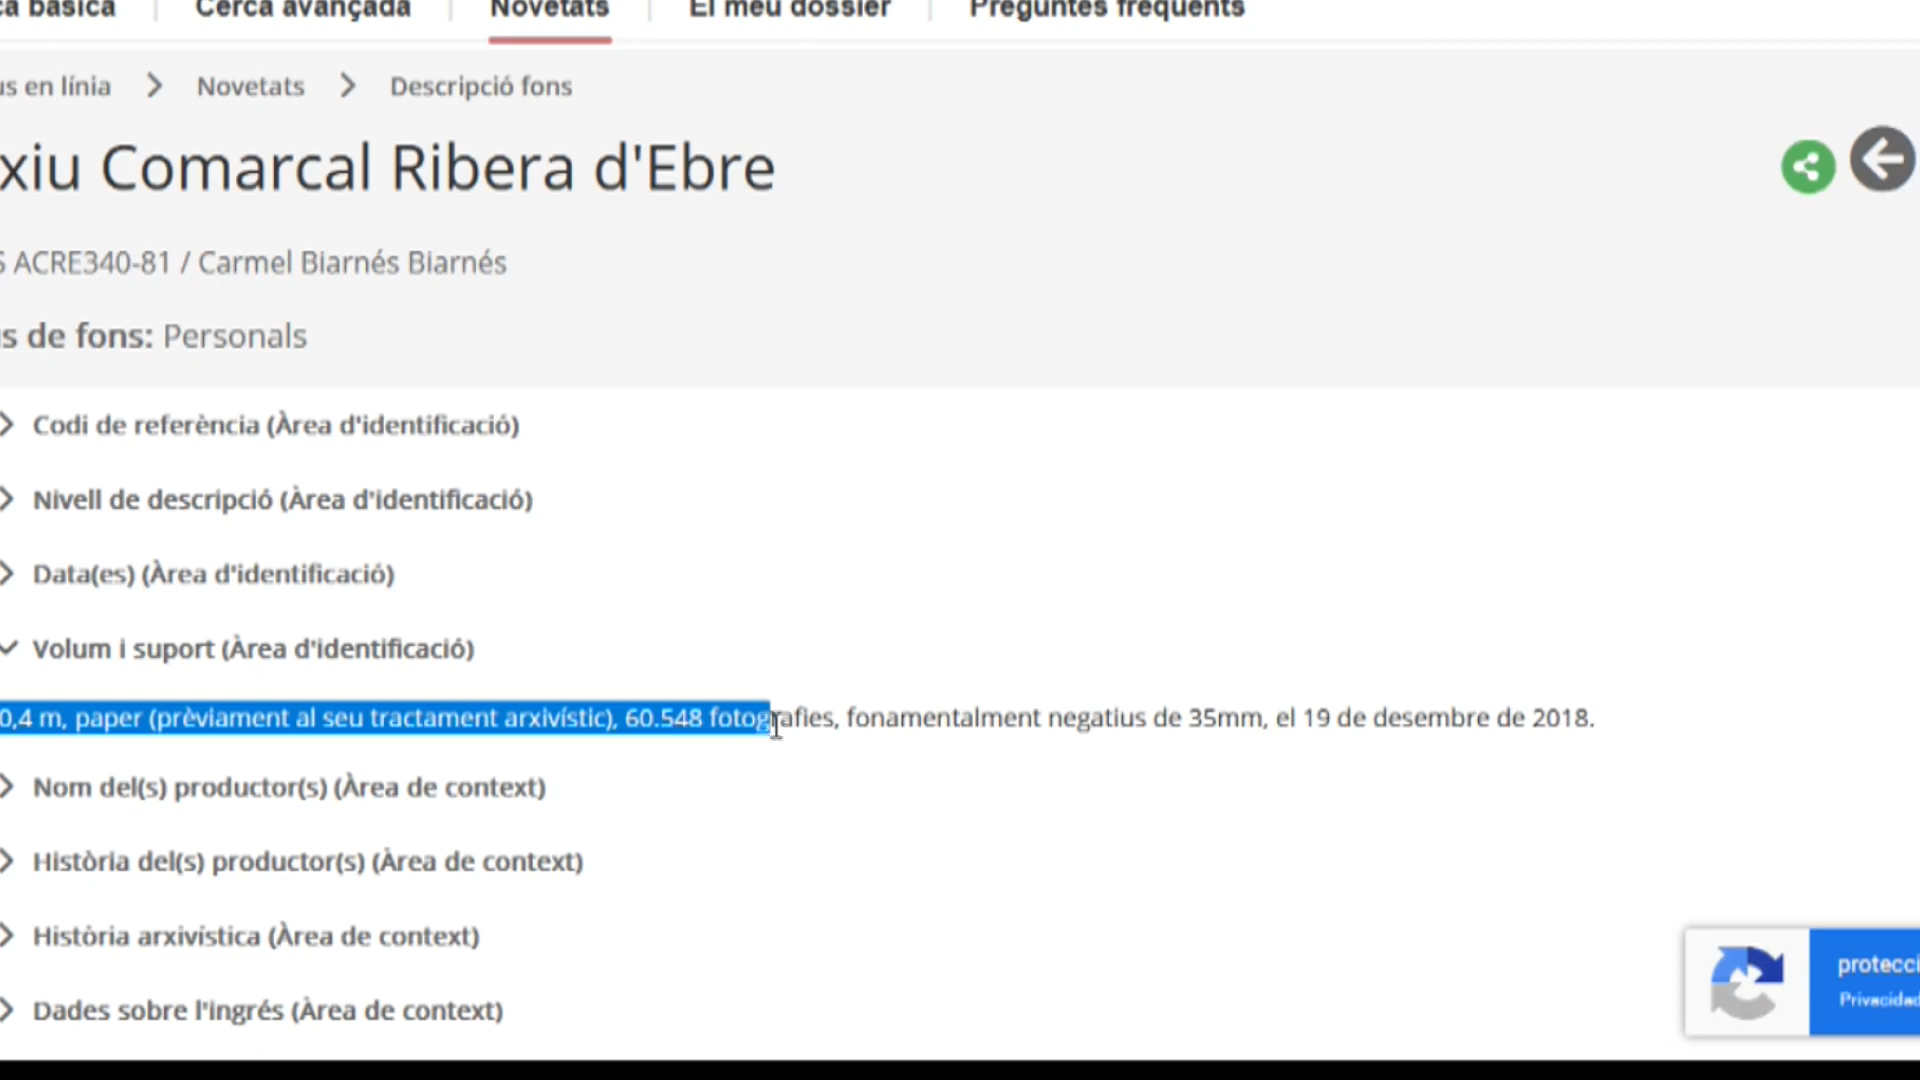 bàsica Cerca avançada Novetats El meu dossier Preguntes freqüents
en línia Novetats Descripció fons
xiu Comarcal Ribera d'Ebre
ACRE340-81 / Carmel Biarnés Biarnés
de fons: Personals
Codi de referència (Àrea d'identificació)
Nivell de descripció (Àrea d'identificació)
Data(es) (Àrea d'identificació)
Volum i suport (Àrea d'identificació)
0,4 m, paper (prèviament al seu tractament arxivístic), 60.548 fotografies, fonamentalment negatius de 35mm, el 19 de desembre de 2018.
Nom del(s) productor(s) (Àrea de context)
Història del(s) productor(s) (Àrea de context)
Història arxivística (Àrea de context)
Dades sobre l'ingrés (Àrea de context)
protecci
Privacidad